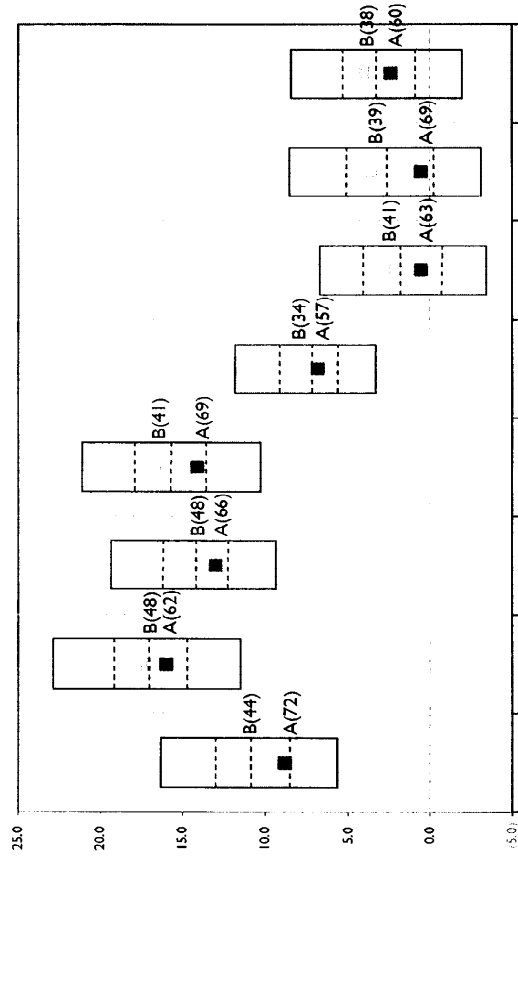 25.0
20.0
15.0
10.0
5.0
0.0
(5.0)
B(44)
A(72)
B(48)
A(62)
B(48)
A(66)
B(41)
A(69)
B(34)
A(57)
B(41)
A(63)
B(39)
A(69)
B(38)
A(60)